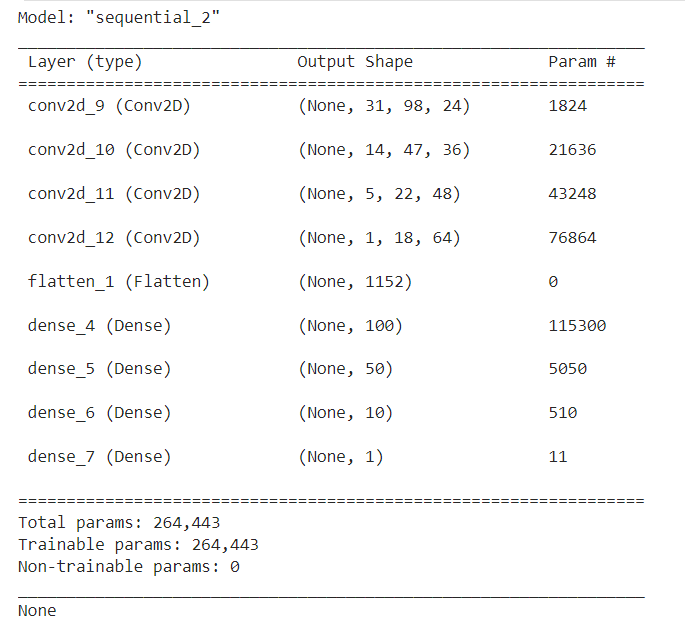 Model: "sequential_2"
Layer (type) Output Shape Param #
conv2d_9 (Conv2D) (None, 31, 98, 24) 1824
conv2d_10 (Conv2D) (None, 14, 47, 36) 21636
conv2d_11 (Conv2D) (None, 5, 22, 48) 43248
conv2d_12 (Conv2D) (None, 1, 18, 64) 76864
flatten_1 (Flatten) (None, 1152) 0
dense_4 (Dense) (None, 100) 115300
dense_5 (Dense) (None, 50) 5050
dense_6 (Dense) (None, 10) 510
dense_7 (Dense) (None, 1) 11
Total params: 264,443
Trainable params: 264,443
Non-trainable params: 0
None